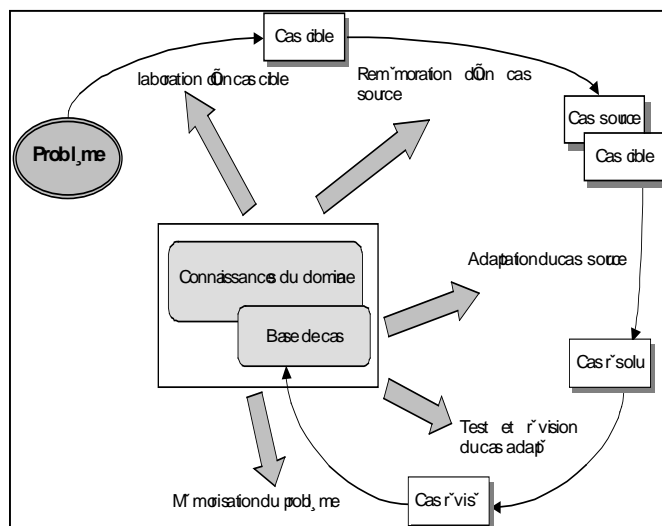 Cas cible
laboration dÕun cas cible
Remˇmoration dÕun cas
source
Cas source
Cas cible
Probl¸me
Connaissances du domaine
Base de cas
Adaptation du cas source
Cas rˇsolu
Test et rˇvision
du cas adaptˇ
Cas rˇvisˇ
Mˇmorisation du probl¸me